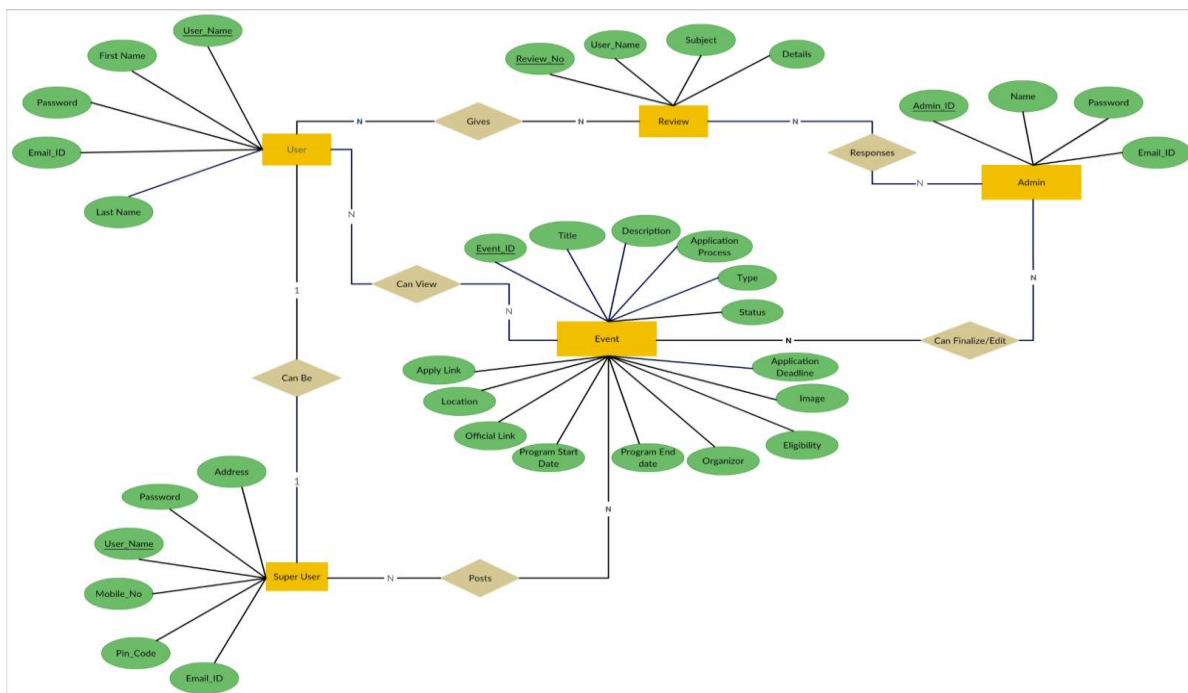 User_Name
First Name
Password
Email_ID
Last Name
User
N
Gives
N
Review_No
User_Name
Subject
Details
Review
N
Responses
N
Admin_ID
Name
Password
Email_ID
Admin
N
Can View
N
Event_ID
Title
Description
Application
Process
Type
Status
Event
N
Can Finalize/Edit
N
Apply Link
Location
Official Link
Program Start
Date
Program End
date
Organizor
Eligibility
Image
Application
Deadline
1
Can Be
1
Address
Password
User_Name
Mobile_No
Pin_Code
Email_ID
Super User
N
Posts
N